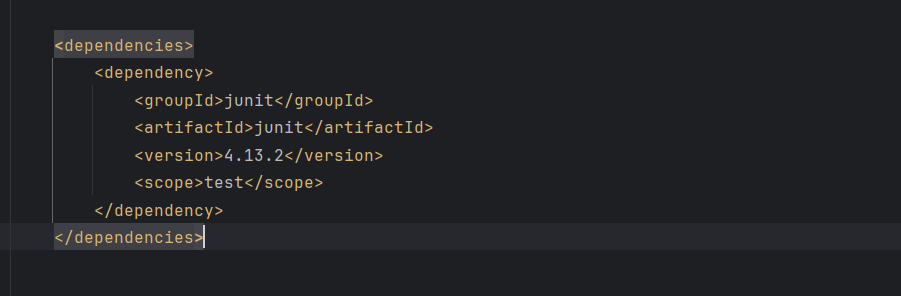 <dependencies>
<dependency>
<groupId>junit</groupId>
<artifactId>junit</artifactId>
<version>4.13.2</version>
<scope>test</scope>
</dependency>
</dependencies>